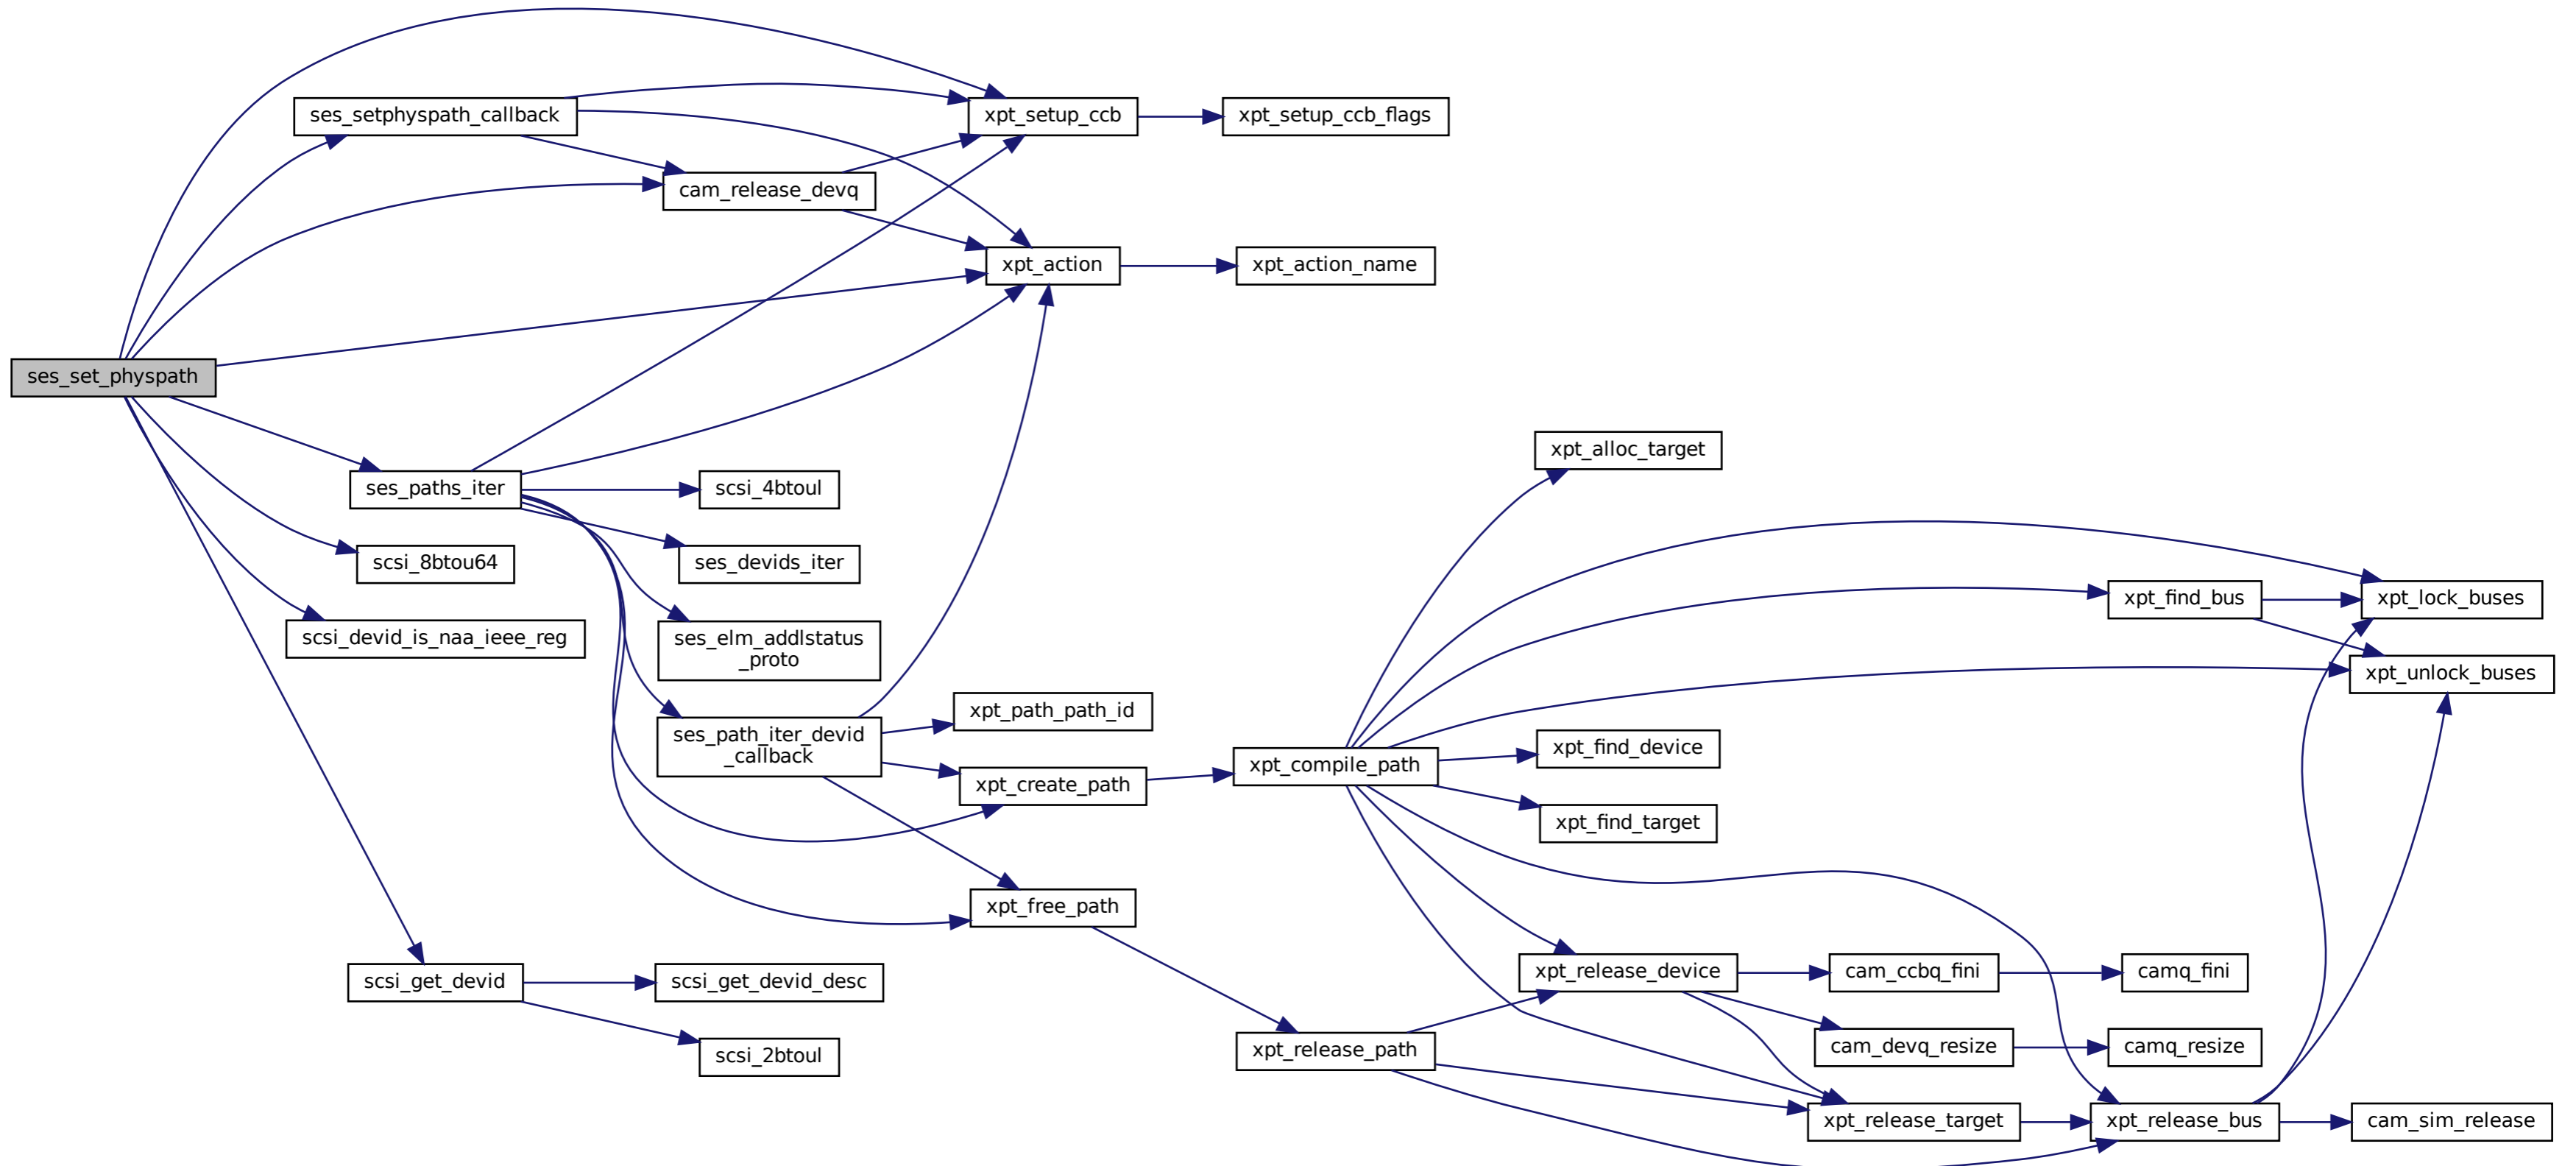 ses_set_physpath
ses_setphyspath_callback
xpt_setup_ccb
xpt_setup_ccb_flags
cam_release_devq
xpt_action
xpt_action_name
ses_paths_iter
scsi_4btoul
ses_devids_iter
scsi_8btou64
scsi_devid_is_naa_ieee_reg
ses_elm_addlstatus
_proto
ses_path_iter_devid
_callback
xpt_path_path_id
xpt_create_path
xpt_free_path
scsi_get_devid
scsi_get_devid_desc
scsi_2btoul
xpt_compile_path
xpt_alloc_target
xpt_find_bus
xpt_lock_buses
xpt_unlock_buses
xpt_find_device
xpt_find_target
xpt_release_path
xpt_release_device
cam_ccbq_fini
camq_fini
cam_devq_resize
camq_resize
xpt_release_target
xpt_release_bus
cam_sim_release